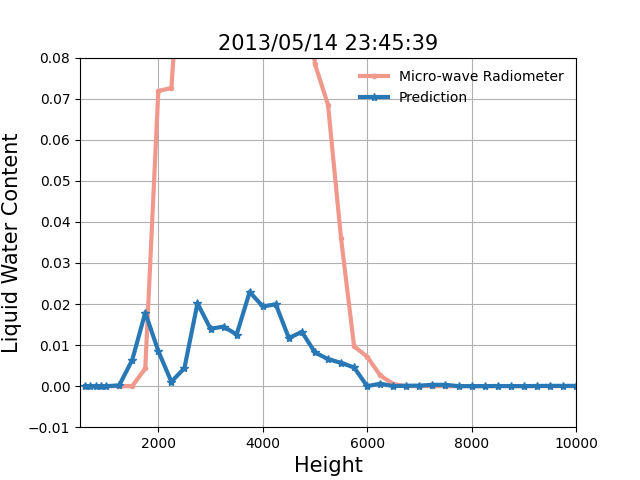 2013/05/14 23:45:39
Micro-wave Radiometer
Prediction
Liquid Water Content
0.08
0.07
0.06
0.05
0.04
0.03
0.02
0.01
0.00
−0.01
2000 4000 6000 8000 10000
Height